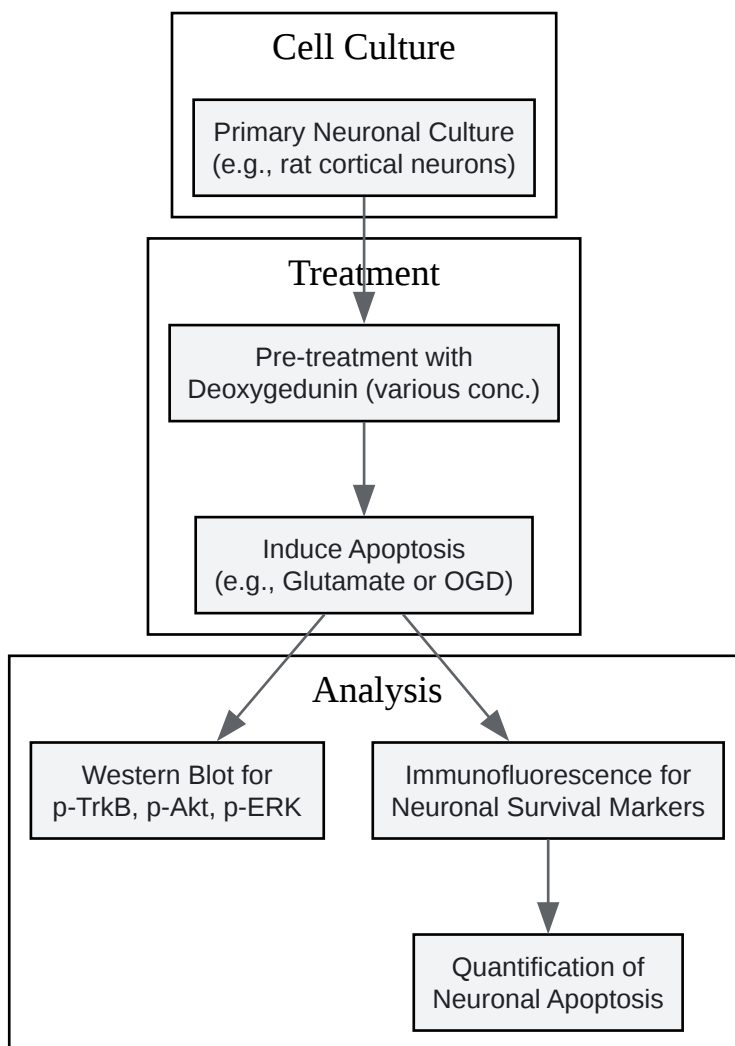 Cell Culture
Primary Neuronal Culture
(e.g., rat cortical neurons)
Treatment
Pre-treatment with
Deoxygedunin (various conc.)
Induce Apoptosis
(e.g., Glutamate or OGD)
Analysis
Western Blot for
p-TrkB, p-Akt, p-ERK
Immunofluorescence for
Neuronal Survival Markers
Quantification of
Neuronal Apoptosis